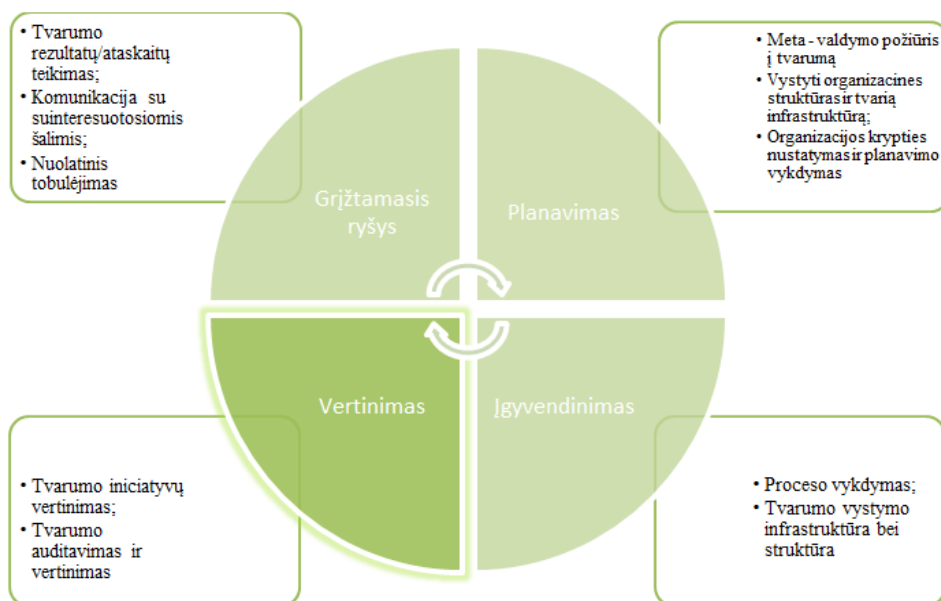 • Tvarumo
rezultatų/ataskaitų
teikimas;
• Komunikacija su
suinteresuotosiomis
šalimis;
• Nuolatinis
tobulėjimas
• Meta - valdymo požiūris
į tvarumą
• Vystyti organizacines
struktūras ir tvarią
infrastruktūrą;
• Organizacijos krypties
nustatymas ir planavimo
vykdymas
Grįžtamasis
ryšys
Planavimas
Vertinimas
Įgyvendinimas
• Tvarumo iniciatyvų
vertinimas;
• Tvarumo
auditavimas ir
vertinimas
• Proceso vykdymas;
• Tvarumo vystymo
infrastruktūra bei
struktūra